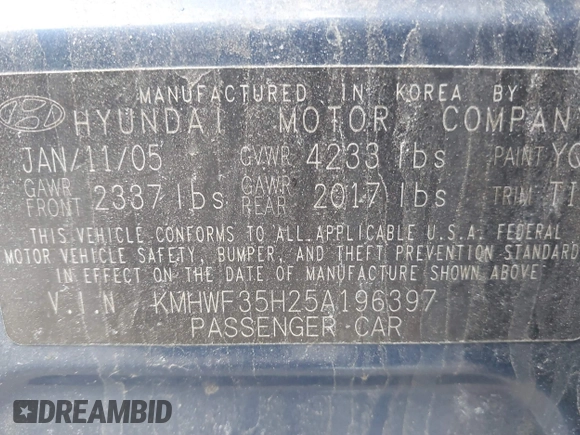 MANUFACTURED IN KOREA BY
HYUNDAI MOTOR COMPAN
JAN/11/05 GVWR 4233 lbs PAINT
GAWR FRONT 2337 lbs GAWR REAR 2017 lbs TRIM
THIS VEHICLE CONFORMS TO ALL APPLICABLE U.S.A. FEDERAL
MOTOR VEHICLE SAFETY, BUMPER, AND THEFT PREVENTION STANDARD
IN EFFECT ON THE DATE OF MANUFACTURE SHOWN ABOVE.
V.I.N KMHWF35H25A196397
PASSENGER CAR
DREAMBID